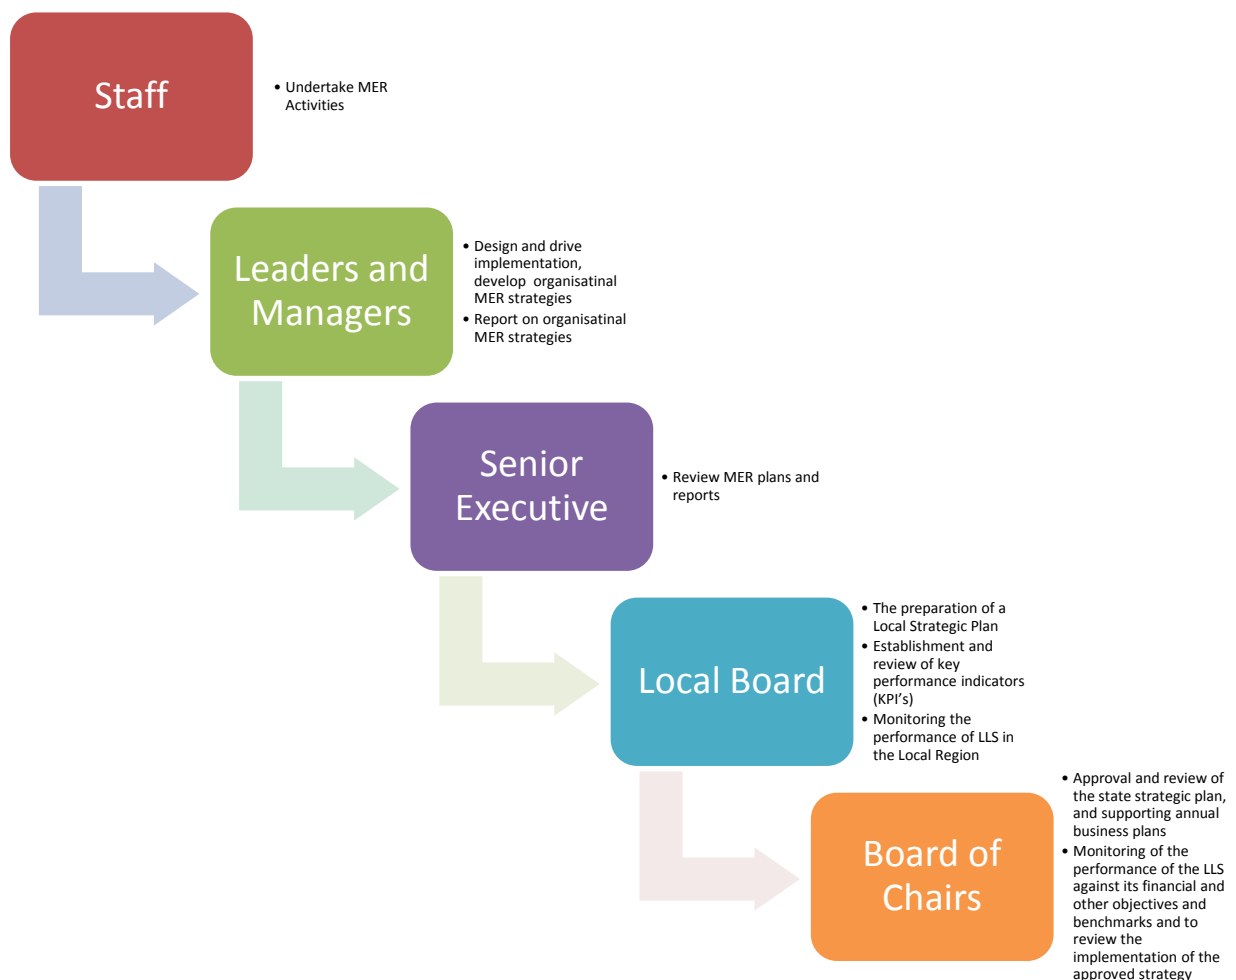 Staff
• Undertake MER
Activities
Leaders and
Managers
• Design and drive
implementation,
develop organisatinal
MER strategies
• Report on organisatinal
MER strategies
Senior
Executive
• Review MER plans and
reports
Local Board
• The preparation of a
Local Strategic Plan
• Establishment and
review of key
performance indicators
(KPI's)
• Monitoring the
performance of LLS in
the Local Region
Board of
Chairs
• Approval and review of
the state strategic plan,
and supporting annual
business plans
• Monitoring of the
performance of the LLS
against its financial and
other objectives and
benchmarks and to
review the
implementation of the
approved strategy